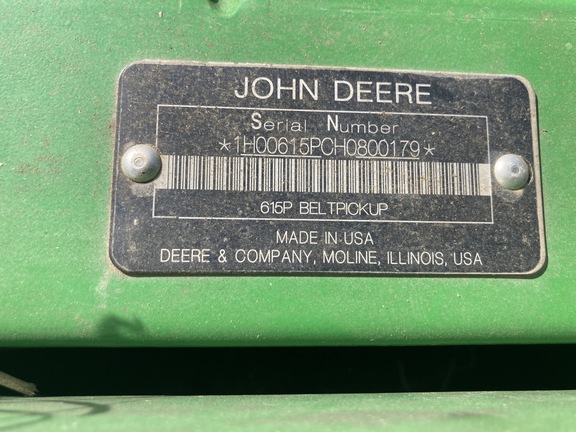 JOHN DEERE
Serial Number
*1H00615PCH0800179*
615P BELTPICKUP
MADE IN USA
DEERE & COMPANY, MOLINE, ILLINOIS, USA